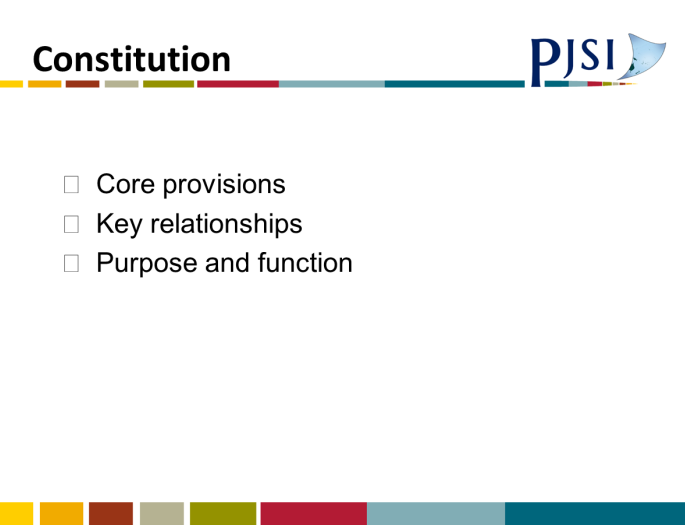 Constitution
PJSI
□ Core provisions
□ Key relationships
□ Purpose and function